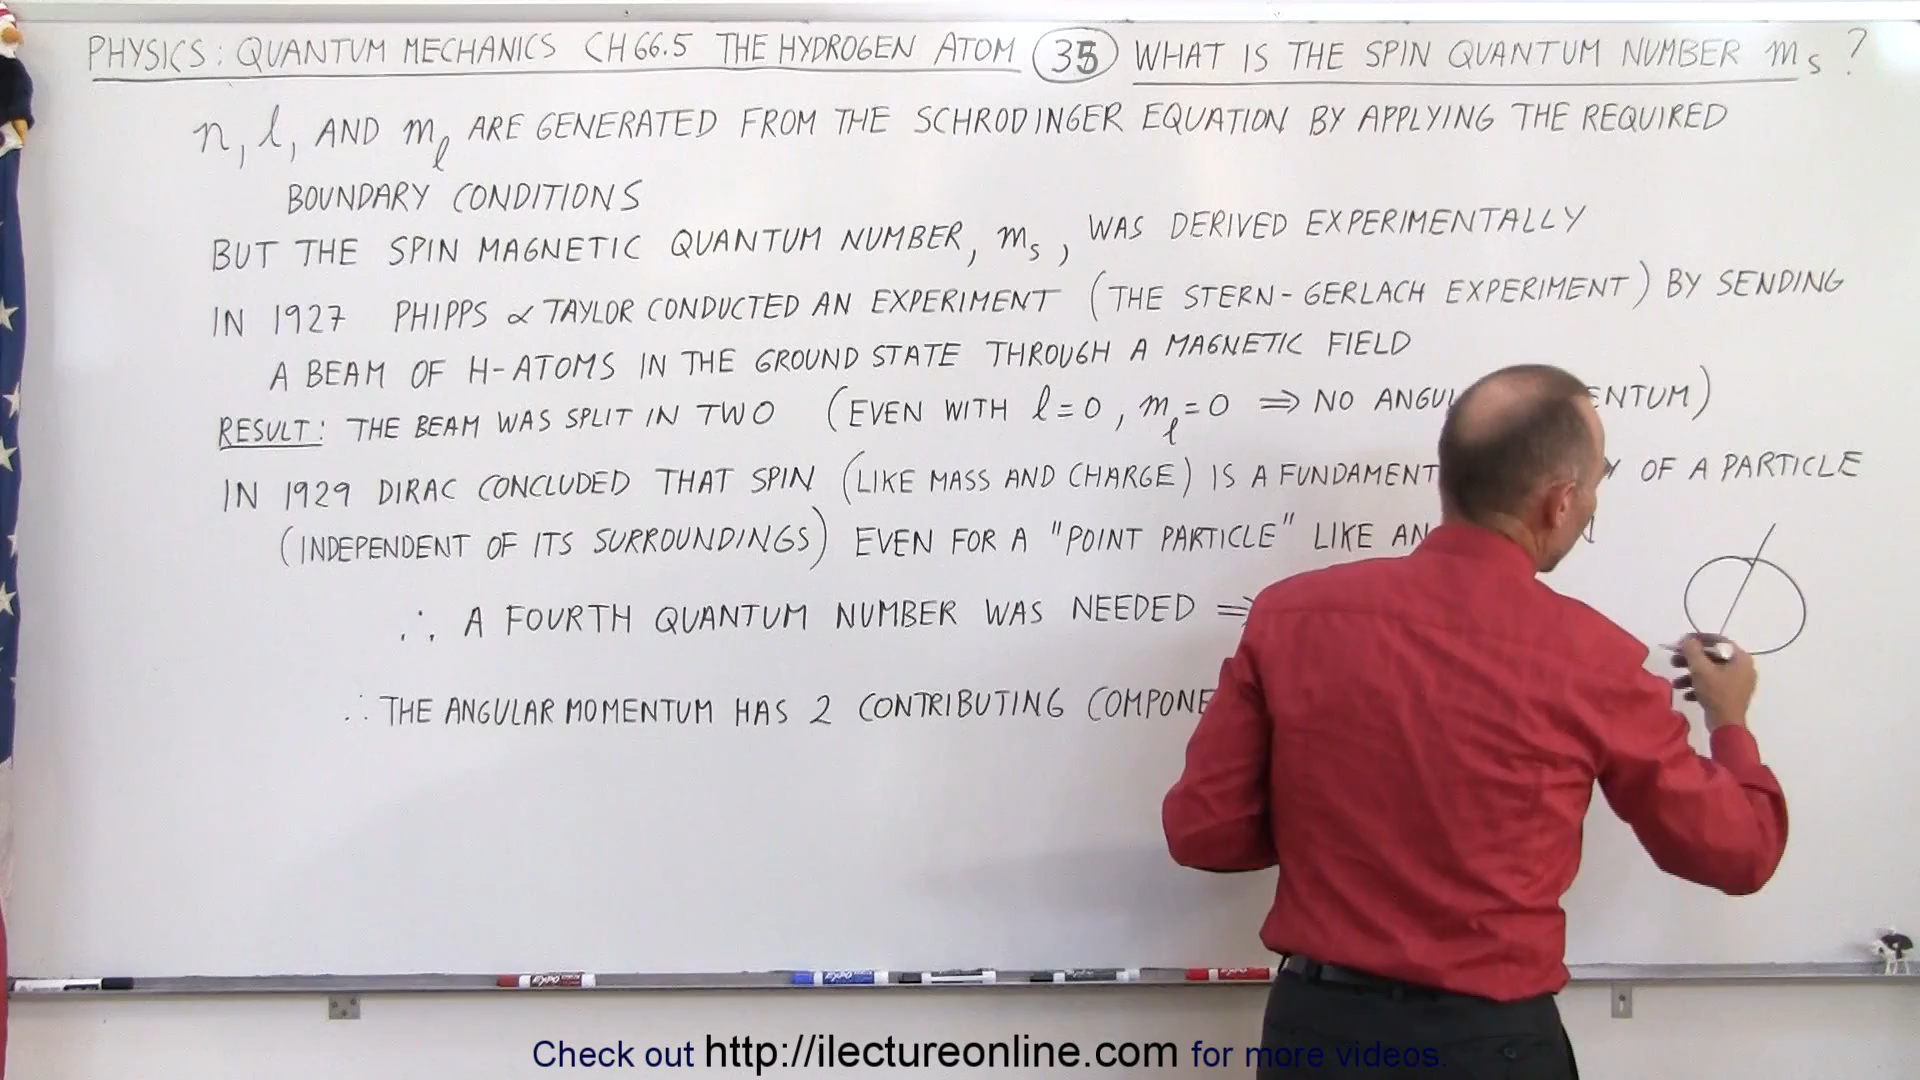 PHYSICS: QUANTUM MECHANICS CH 66.5 THE HYDROGEN ATOM 35 WHAT IS THE SPIN QUANTUM NUMBER ms ?
n, l, AND ml ARE GENERATED FROM THE SCHRODINGER EQUATION BY APPLYING THE REQUIRED
BOUNDARY CONDITIONS
BUT THE SPIN MAGNETIC QUANTUM NUMBER, ms, WAS DERIVED EXPERIMENTALLY
IN 1927 PHIPPS & TAYLOR CONDUCTED AN EXPERIMENT (THE STERN-GERLACH EXPERIMENT) BY SENDING
A BEAM OF H-ATOMS IN THE GROUND STATE THROUGH A MAGNETIC FIELD
RESULT: THE BEAM WAS SPLIT IN TWO (EVEN WITH l=0, ml=0 ⇒ NO ANGU ENTUM)
IN 1929 DIRAC CONCLUDED THAT SPIN (LIKE MASS AND CHARGE) IS A FUNDAMENT Y OF A PARTICLE
(INDEPENDENT OF ITS SURROUNDINGS) EVEN FOR A "POINT PARTICLE" LIKE AN N
∴ A FOURTH QUANTUM NUMBER WAS NEEDED ⇒
∴ THE ANGULAR MOMENTUM HAS 2 CONTRIBUTING COMPONE
Check out http://ilectureonline.com for more videos.